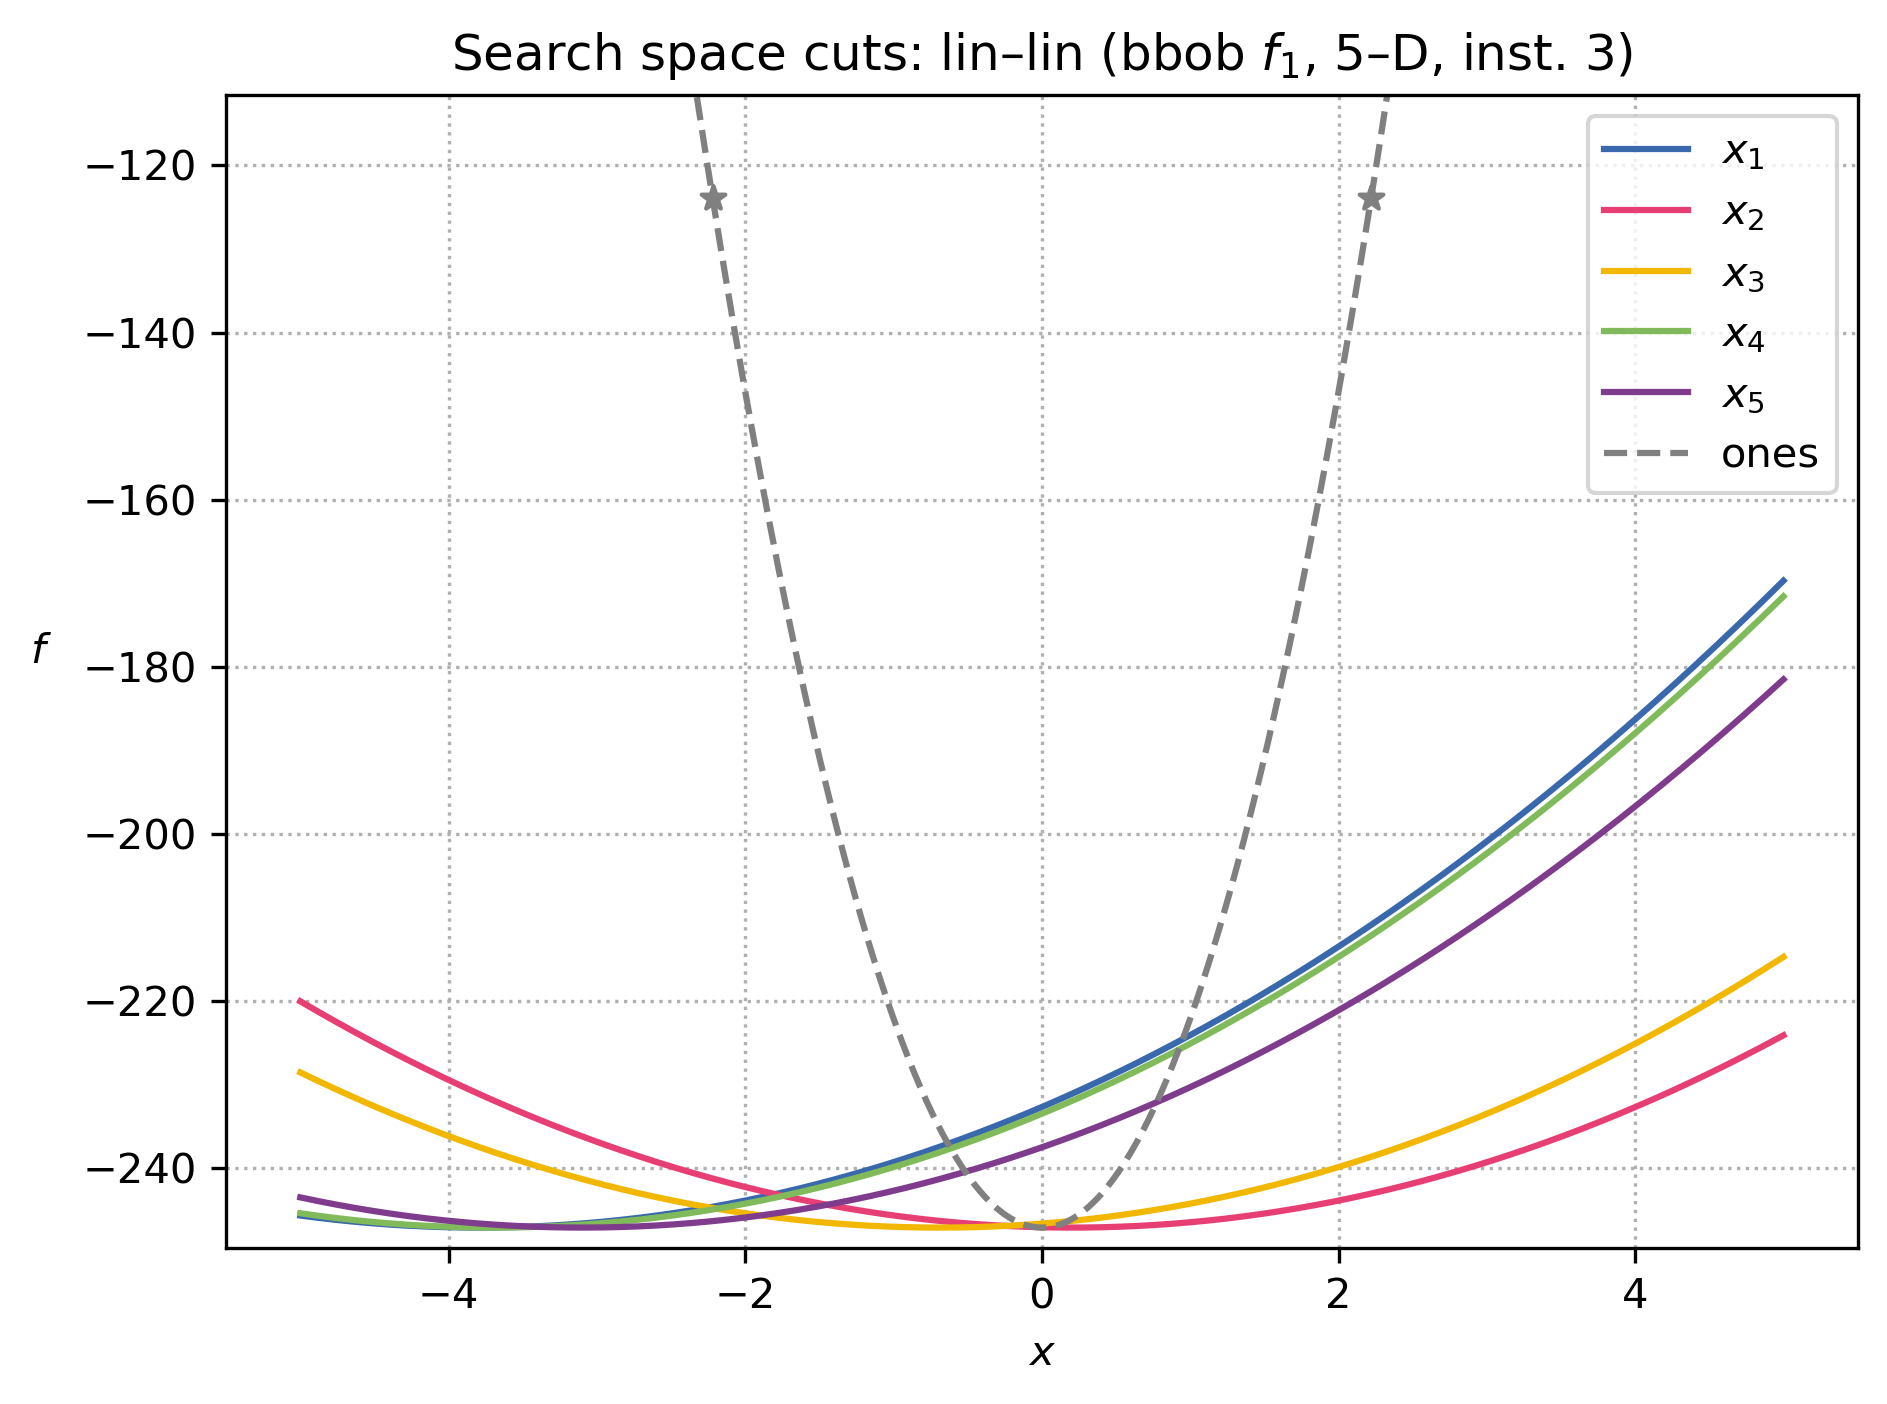 Search space cuts: lin–lin (bbob f₁, 5–D, inst. 3)
x₁
x₂
x₃
x₄
x₅
ones
−120
−140
−160
−180
−200
−220
−240
f
−4
−2
0
2
4
x